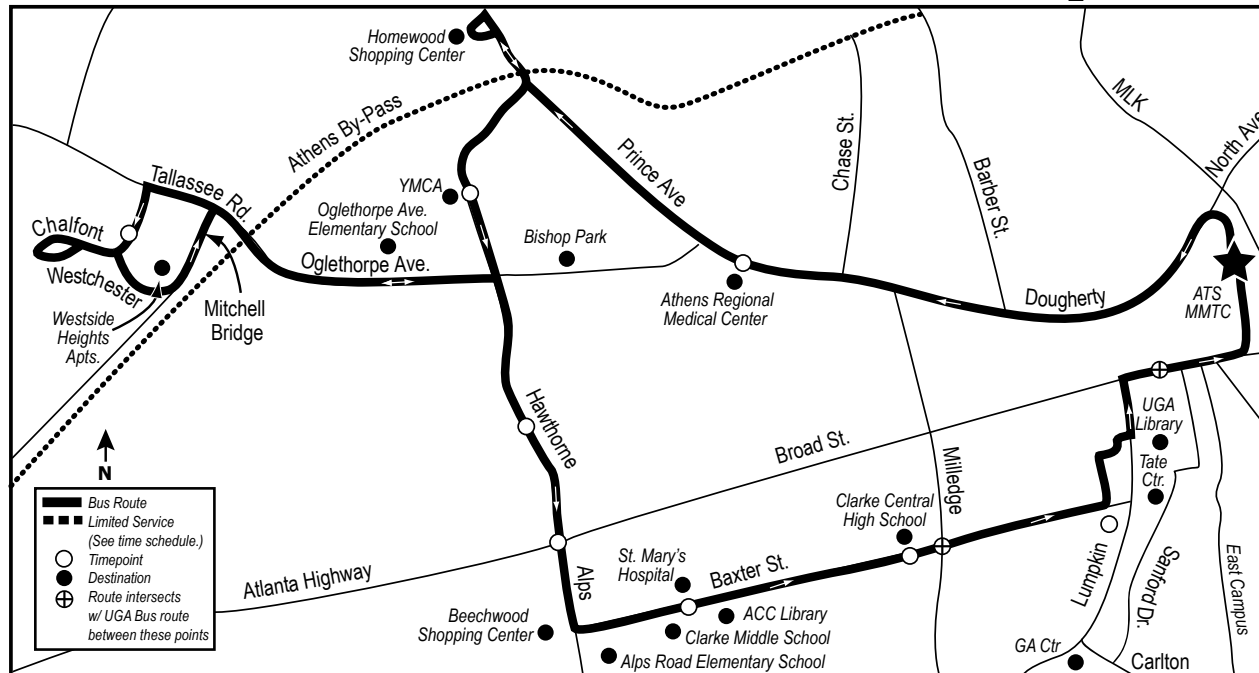 Homewood
Shopping Center
Athens By-Pass
MLK
North Ave
Chase St.
Barber St.
Prince Ave
Tallassee Rd.
YMCA
Oglethorpe Ave.
Elementary School
Bishop Park
Chalfont
Westchester
Oglethorpe Ave.
Mitchell
Bridge
Westside
Heights
Apts.
Athens Regional
Medical Center
Dougherty
ATS
MMTC
Hawthorne
Broad St.
Milledge
UGA
Library
Tate
Ctr.
N
Bus Route
Limited Service
(See time schedule.)
Timepoint
Destination
Route intersects
w/ UGA Bus route
between these points
Clarke Central
High School
Atlanta Highway
Alps
St. Mary's
Hospital
Baxter St.
Lumpkin
Sanford Dr.
East Campus
Beechwood
Shopping Center
ACC Library
Clarke Middle School
Alps Road Elementary School
GA Ctr
Carlton